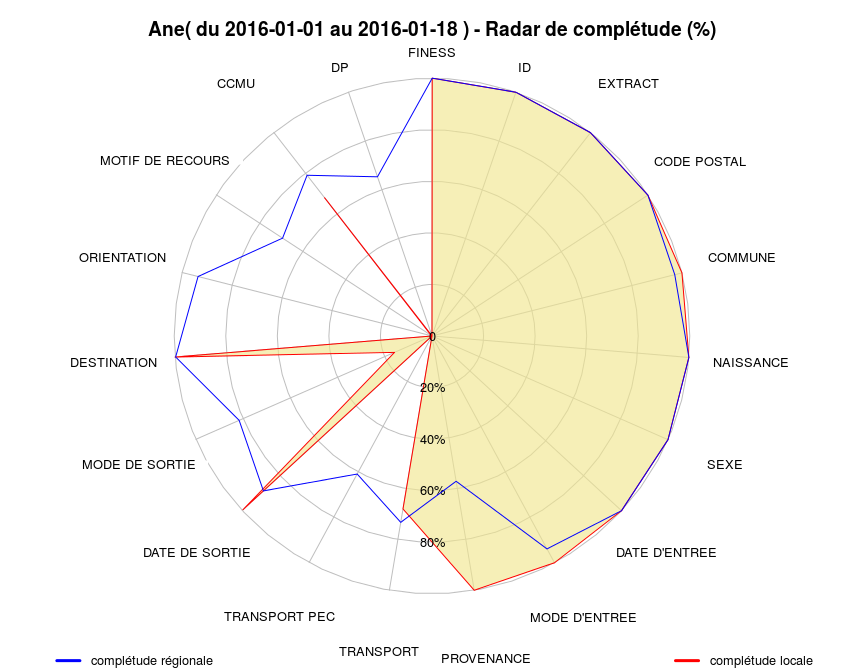 Ane( du 2016-01-01 au 2016-01-18 ) - Radar de complétude (%)
FINESS
DP
ID
CCMU
EXTRACT
MOTIF DE RECOURS
CODE POSTAL
ORIENTATION
COMMUNE
0
DESTINATION
NAISSANCE
20%
40%
MODE DE SORTIE
SEXE
60%
80%
DATE DE SORTIE
DATE D'ENTREE
TRANSPORT PEC
MODE D'ENTREE
TRANSPORT
PROVENANCE
complétude régionale
complétude locale